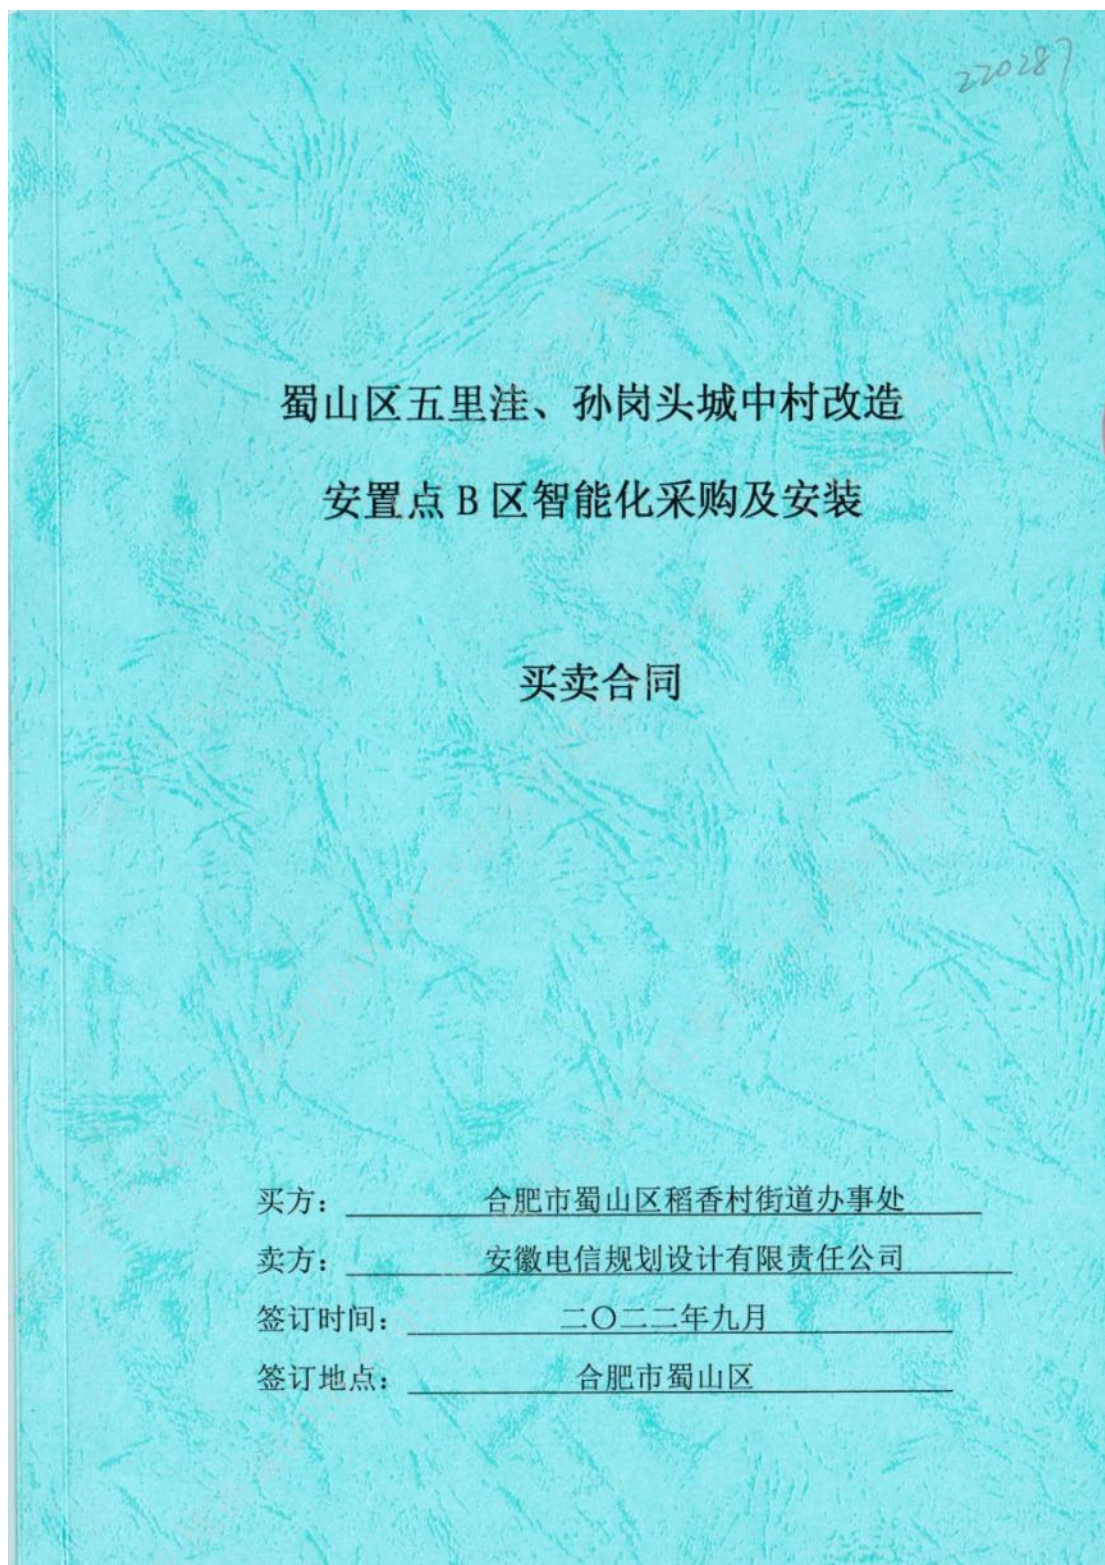 220287
蜀山区五里洼、孙岗头城中村改造
安置点 B 区智能化采购及安装
买卖合同
买方：合肥市蜀山区稻香村街道办事处
卖方：安徽电信规划设计有限责任公司
签订时间：二〇二二年九月
签订地点：合肥市蜀山区